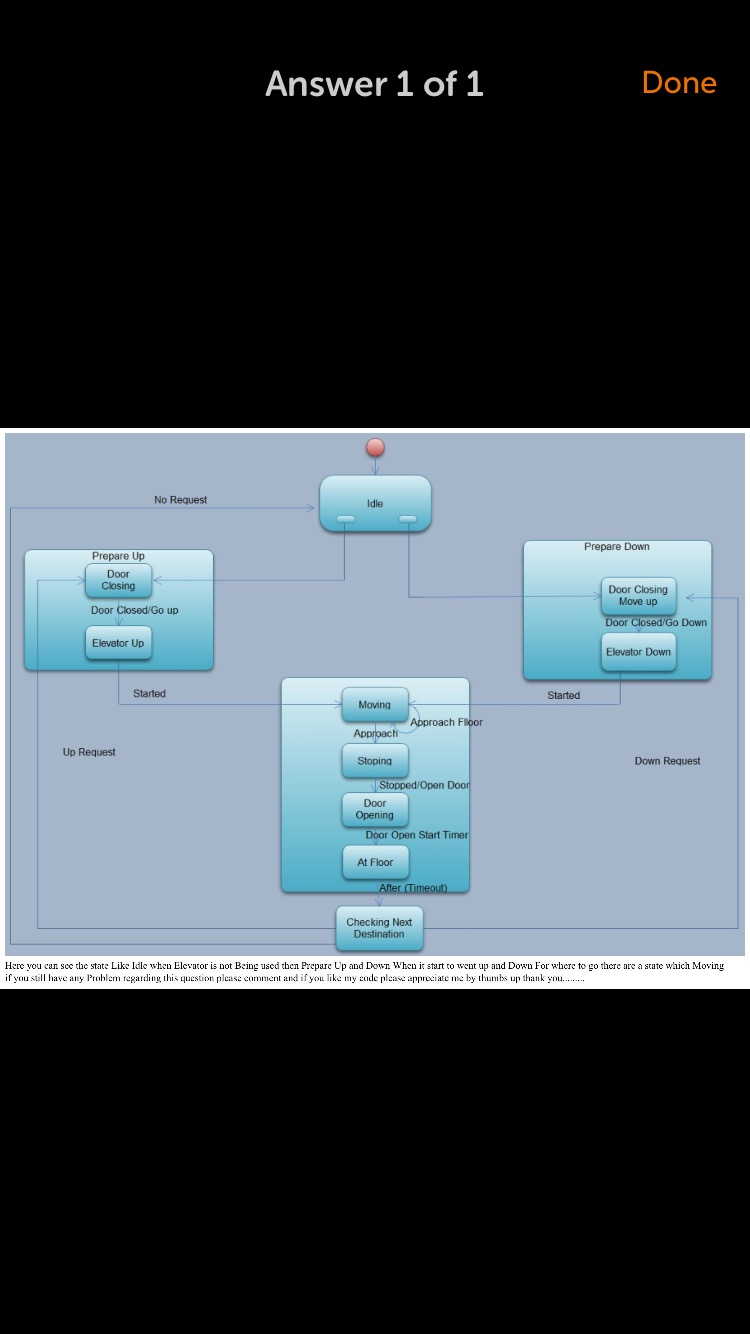 Answer 1 of 1
Done
No Request
Idle
Prepare Up
Door
Closing
Door Closed/Go up
Elevator Up
Prepare Down
Door Closing
Move up
Door Closed/Go Down
Elevator Down
Started
Started
Moving
Approach Flloor
Approach
Up Request
Down Request
Stoping
Stopped/Open Door
Door
Opening
Door Open Start Timer
At Floor
After (Timeout)
Checking Next
Destination
Here you can see the state Like Idle when Elevator is not Being used then Prepare Up and Down When it start to went up and Down For where to go there are a state which Moving
if you still have any Problem regarding this question please comment and if you like my code please appreciate me by thumbs up thank you.........